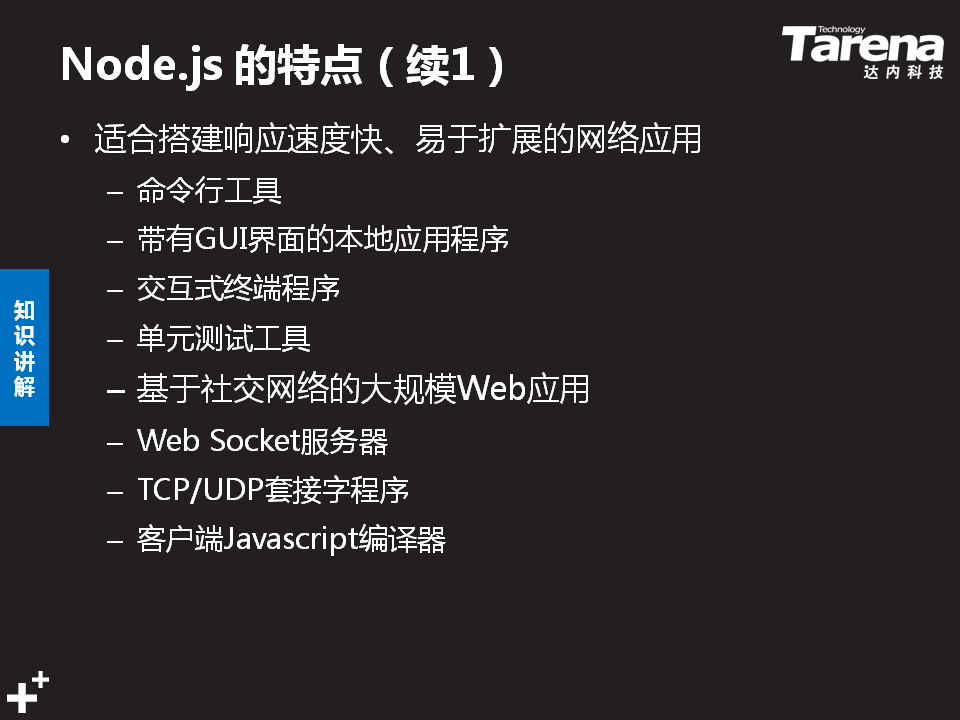 Node.js 的特点（续1）
Technology
Tarena
达内科技
• 适合搭建响应速度快、易于扩展的网络应用
– 命令行工具
– 带有GUI界面的本地应用程序
– 交互式终端程序
– 单元测试工具
– 基于社交网络的大规模Web应用
– Web Socket服务器
– TCP/UDP套接字程序
– 客户端Javascript编译器
知识讲解